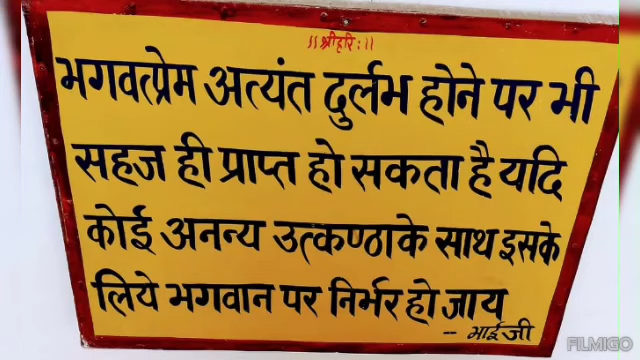 ।।श्रीहरि:।।
भगवत्प्रेम अत्यंत दुर्लभ होने पर भी
सहज ही प्राप्त हो सकता है यदि
कोई अनन्य उत्कण्ठाके साथ इसके
लिये भगवान पर निर्भर हो जाय
-- भाईजी
FILMIGO